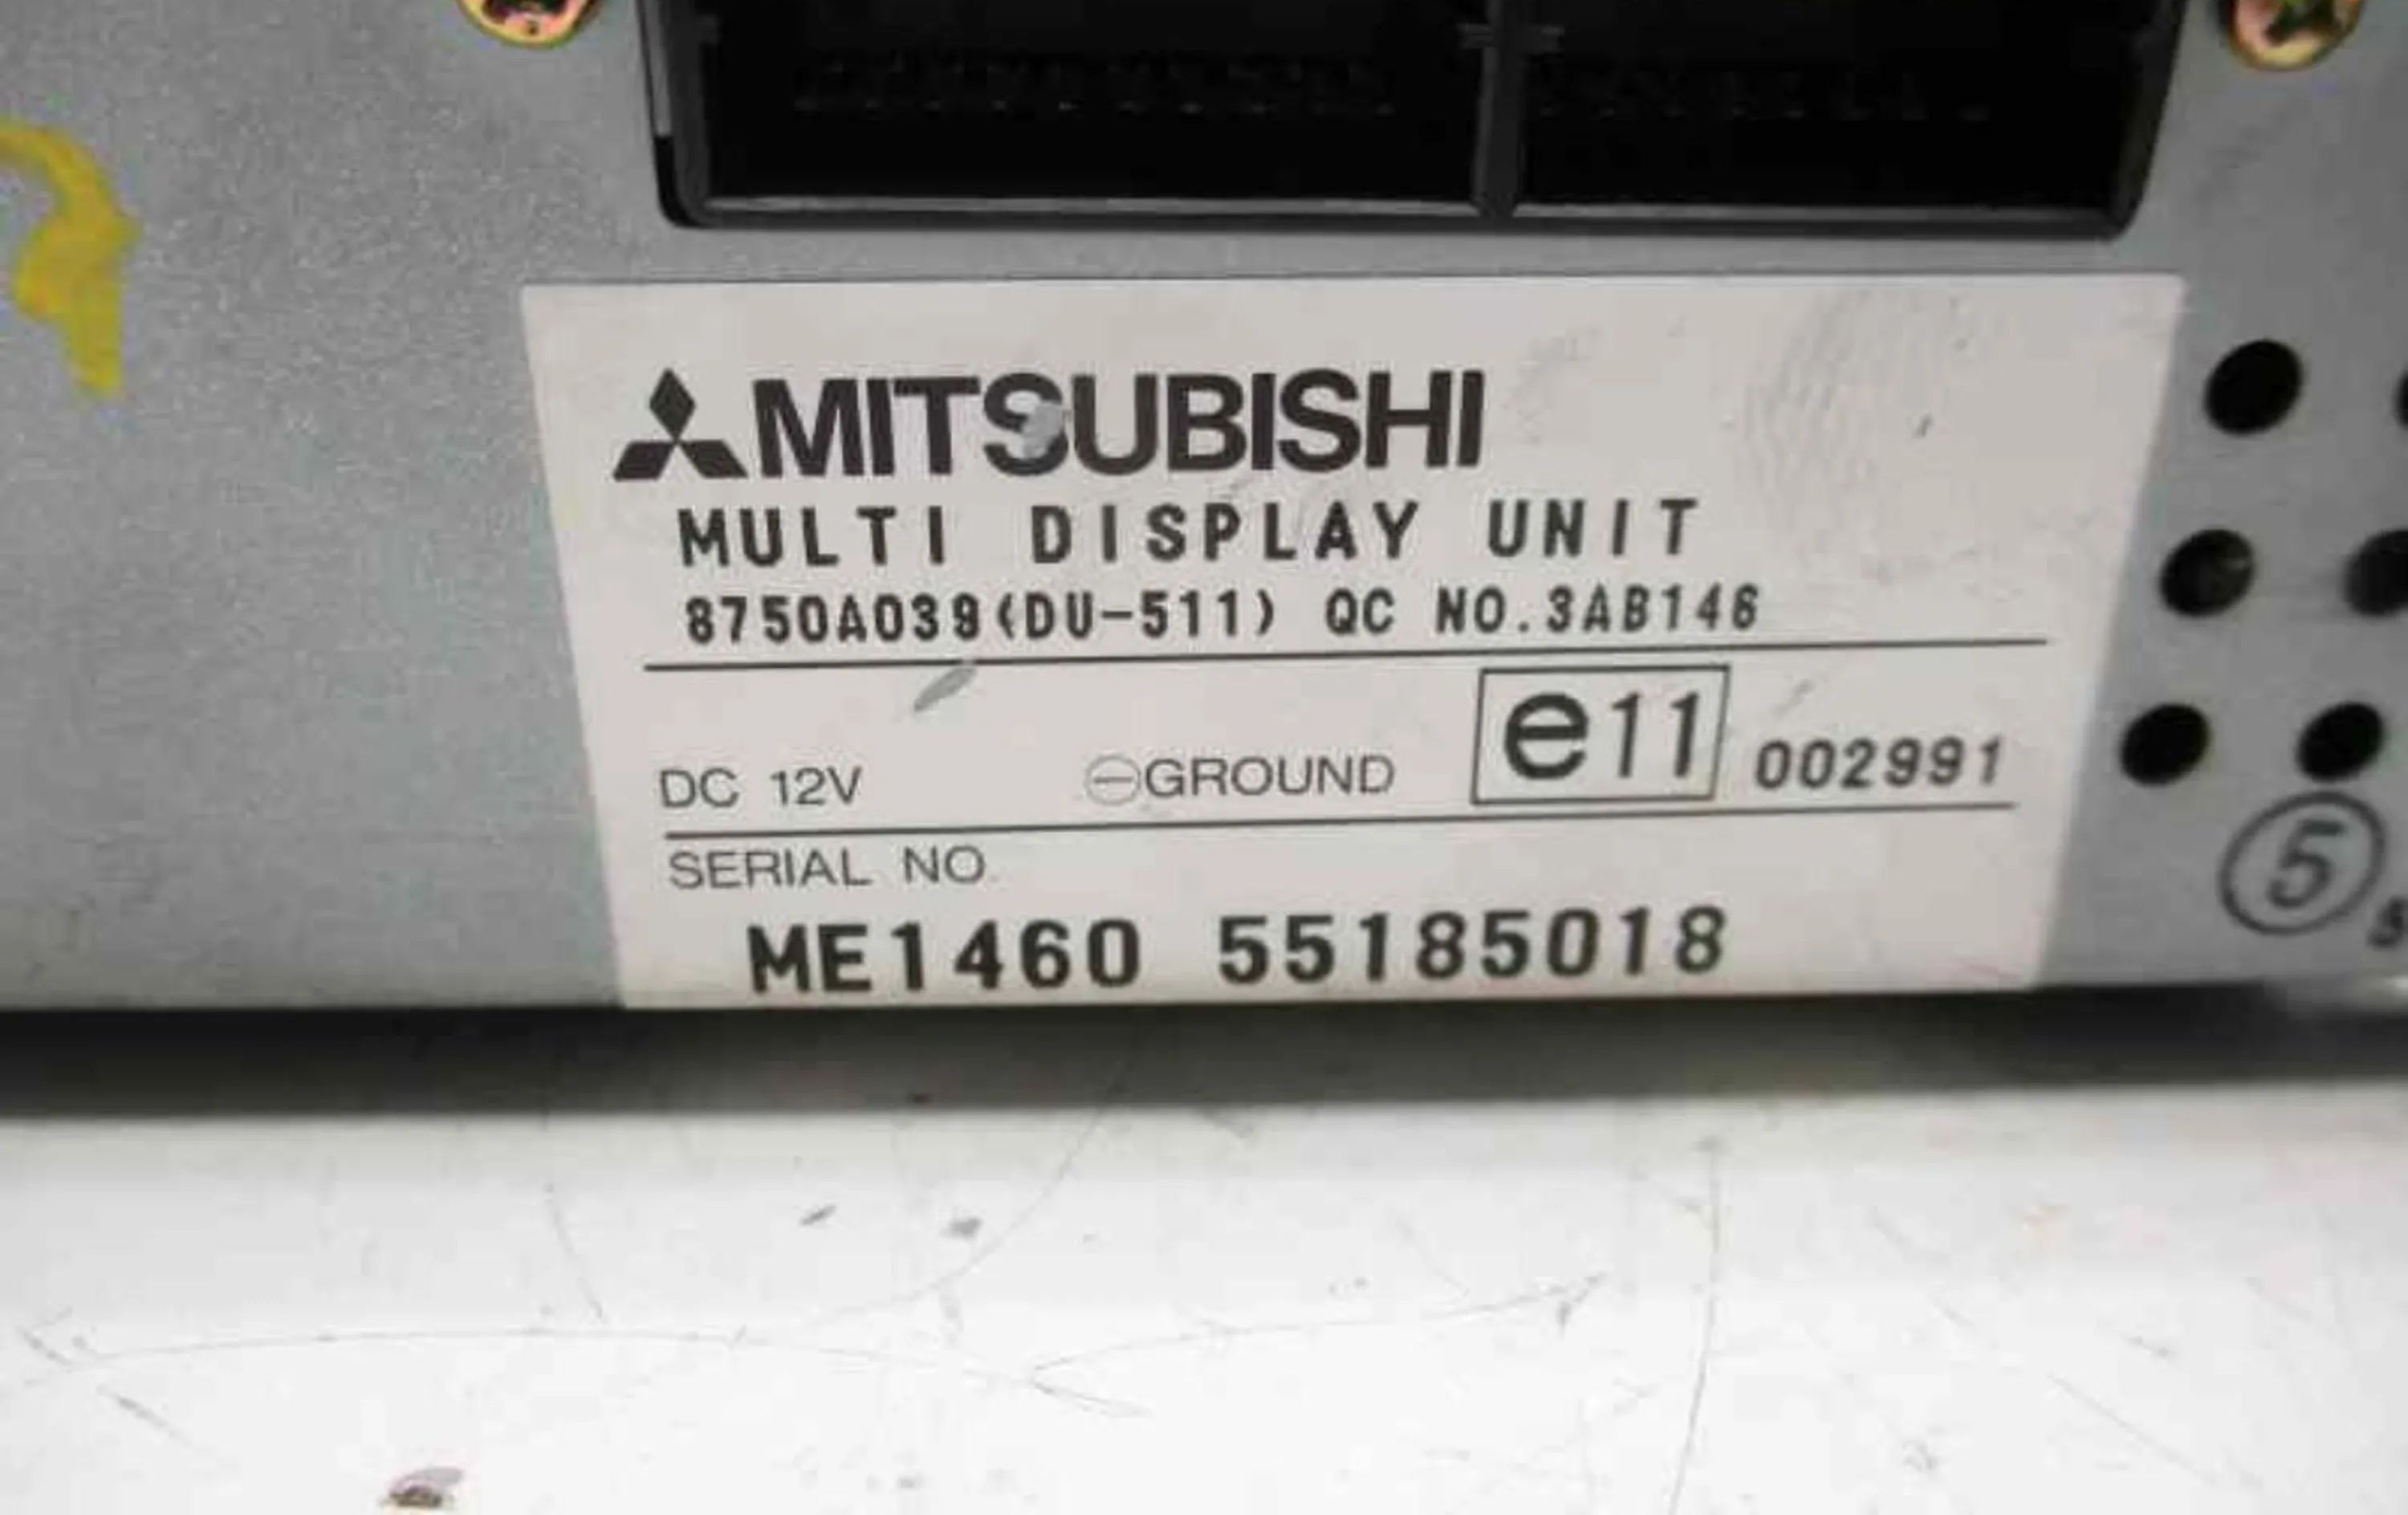 MITSUBISHI
MULTI DISPLAY UNIT
8750A039(DU-511) QC NO.3AB146
DC 12V ⊖GROUND e11 002991
SERIAL NO
ME1460 55185018
5